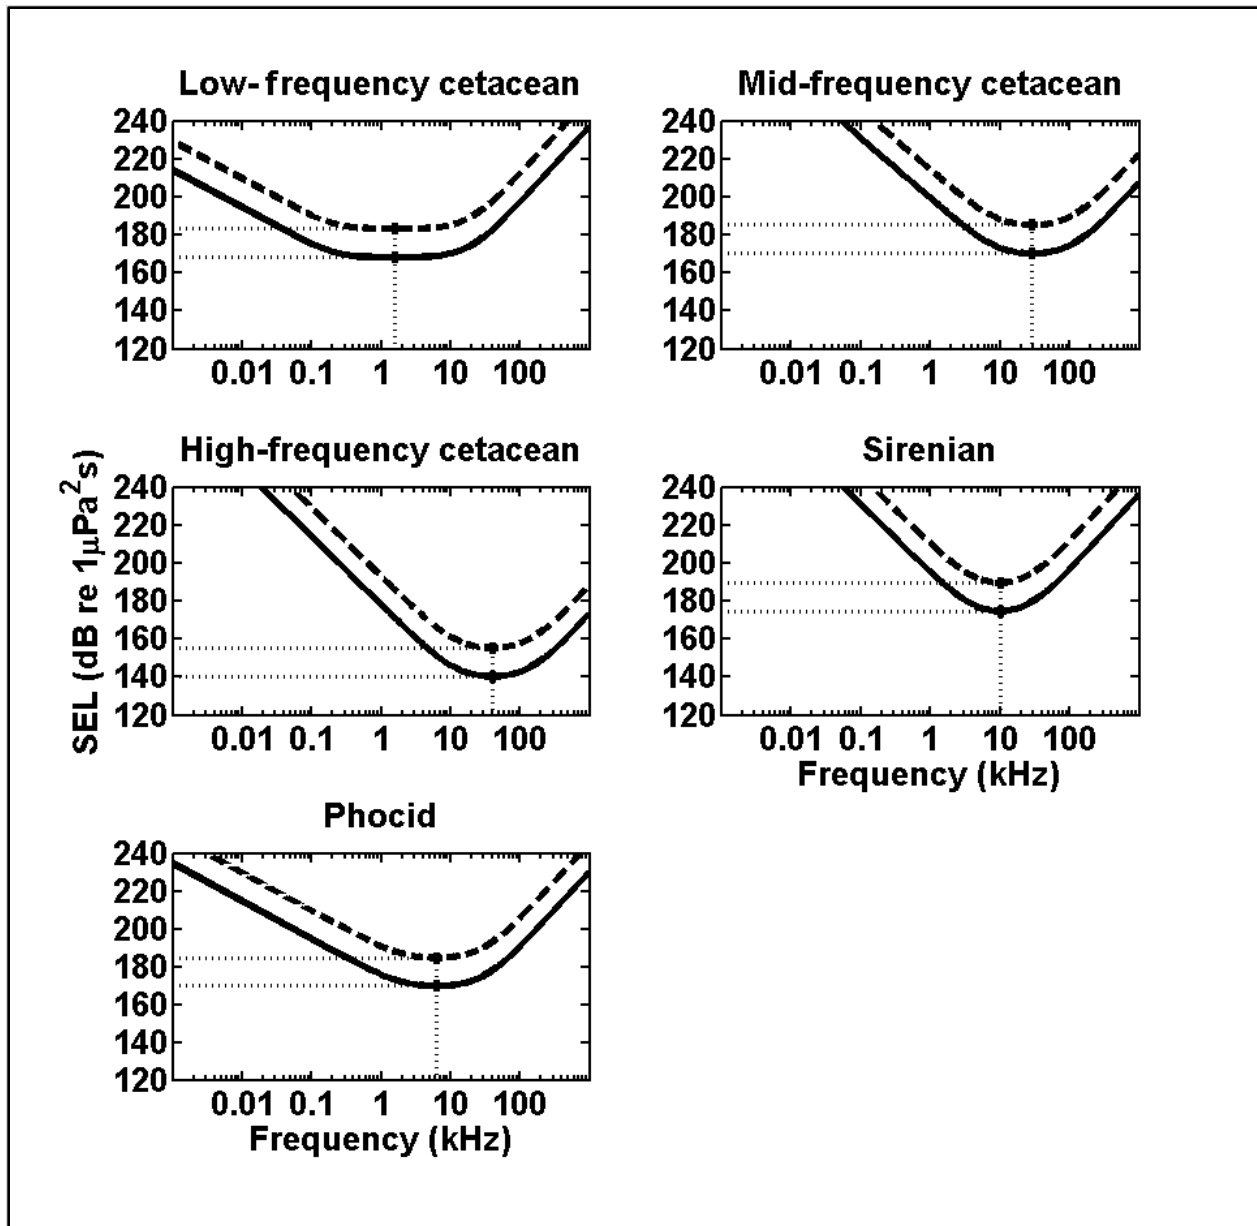 Low-frequency cetacean
240
220
200
180
160
140
120
0.01 0.1 1 10 100
Mid-frequency cetacean
240
220
200
180
160
140
120
0.01 0.1 1 10 100
High-frequency cetacean
SEL (dB re 1μPa²s)
240
220
200
180
160
140
120
0.01 0.1 1 10 100
Sirenian
240
220
200
180
160
140
120
0.01 0.1 1 10 100
Frequency (kHz)
Phocid
240
220
200
180
160
140
120
0.01 0.1 1 10 100
Frequency (kHz)